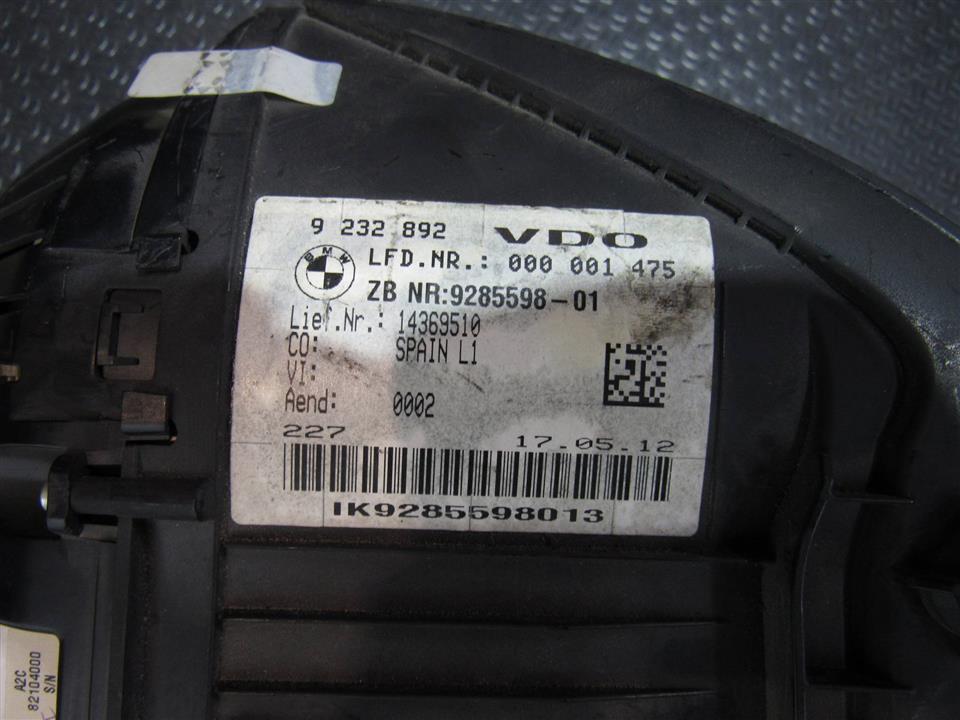 9 232 892 VDO
BMW
LFD.NR.: 000 001 475
ZB NR:9285598-01
Lief.Nr.: 14369510
CO: SPAIN L1
VI:
Aend: 0002
227 17.05.12
IK9285598013
A2C
82104000
S/N